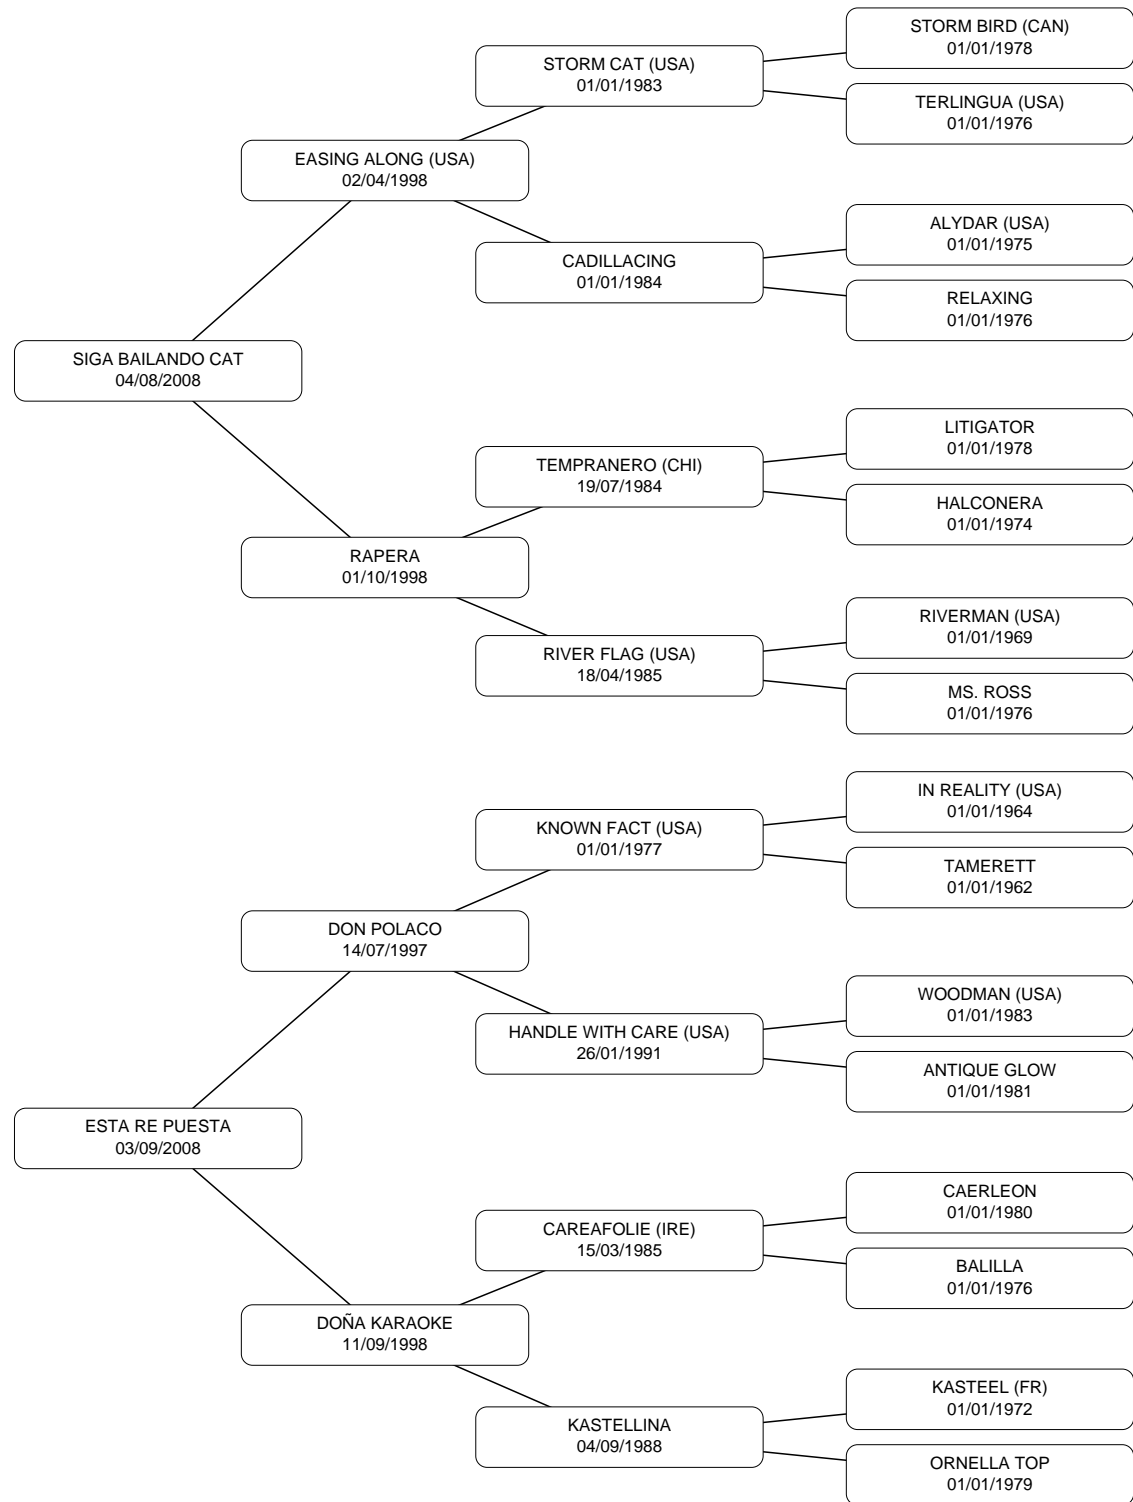 STORM BIRD (CAN)
01/01/1978
STORM CAT (USA)
01/01/1983
TERLINGUA (USA)
01/01/1976
EASING ALONG (USA)
02/04/1998
ALYDAR (USA)
01/01/1975
CADILLACING
01/01/1984
RELAXING
01/01/1976
SIGA BAILANDO CAT
04/08/2008
LITIGATOR
01/01/1978
TEMPRANERO (CHI)
19/07/1984
HALCONERA
01/01/1974
RAPERA
01/10/1998
RIVERMAN (USA)
01/01/1969
RIVER FLAG (USA)
18/04/1985
MS. ROSS
01/01/1976
IN REALITY (USA)
01/01/1964
KNOWN FACT (USA)
01/01/1977
TAMERETT
01/01/1962
DON POLACO
14/07/1997
WOODMAN (USA)
01/01/1983
HANDLE WITH CARE (USA)
26/01/1991
ANTIQUE GLOW
01/01/1981
ESTA RE PUESTA
03/09/2008
CAERLEON
01/01/1980
CAREAFOLIE (IRE)
15/03/1985
BALILLA
01/01/1976
DOÑA KARAOKE
11/09/1998
KASTEEL (FR)
01/01/1972
KASTELLINA
04/09/1988
ORNELLA TOP
01/01/1979